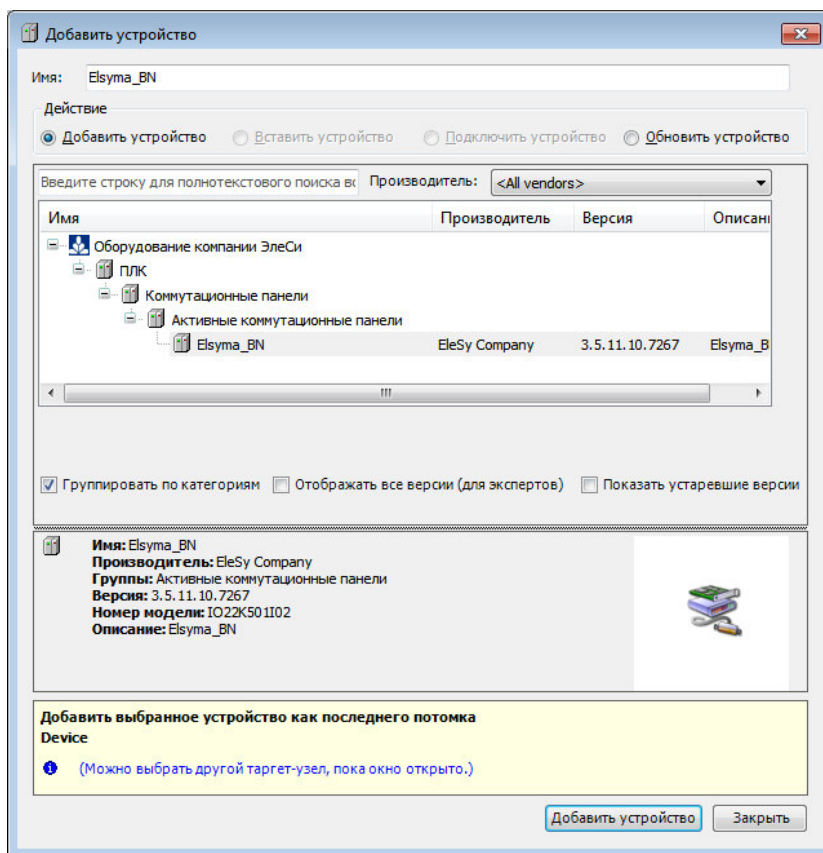 Добавить устройство
Имя: Elsyma_BN
Действие
Добавить устройство Вставить устройство Подключить устройство Обновить устройство
Введите строку для полнотекстового поиска во Производитель: <All vendors>
Имя Производитель Версия Описани
Оборудование компании ЭлеСи
ПЛК
Коммутационные панели
Активные коммутационные панели
Elsyma_BN EleSy Company 3.5.11.10.7267 Elsyma_B
Группировать по категориям Отображать все версии (для экспертов) Показать устаревшие версии
Имя: Elsyma_BN
Производитель: EleSy Company
Группы: Активные коммутационные панели
Версия: 3.5.11.10.7267
Номер модели: IO22K501I02
Описание: Elsyma_BN
Добавить выбранное устройство как последнего потомка
Device
(Можно выбрать другой таргет-узел, пока окно открыто.)
Добавить устройство Закрыть